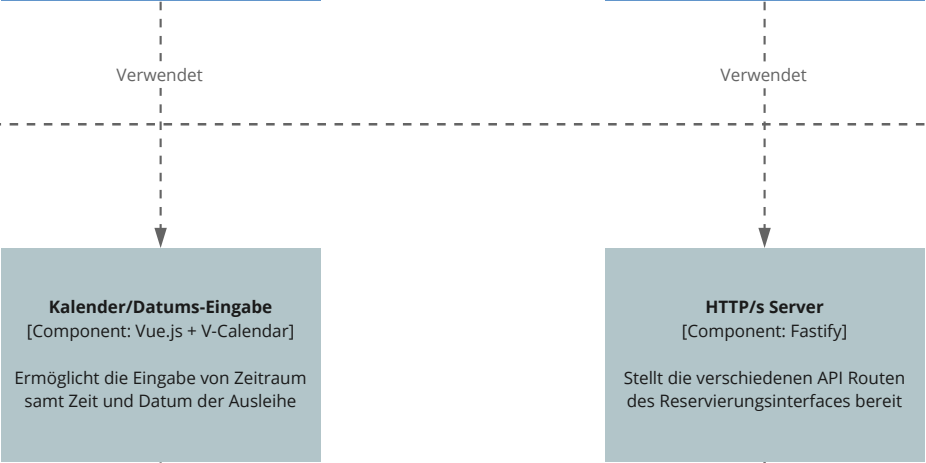 Verwendet
Verwendet
Kalender/Datums-Eingabe
[Component: Vue.js + V-Calendar]
Ermöglicht die Eingabe von Zeitraum
samt Zeit und Datum der Ausleihe
HTTP/s Server
[Component: Fastify]
Stellt die verschiedenen API Routen
des Reservierungsinterfaces bereit